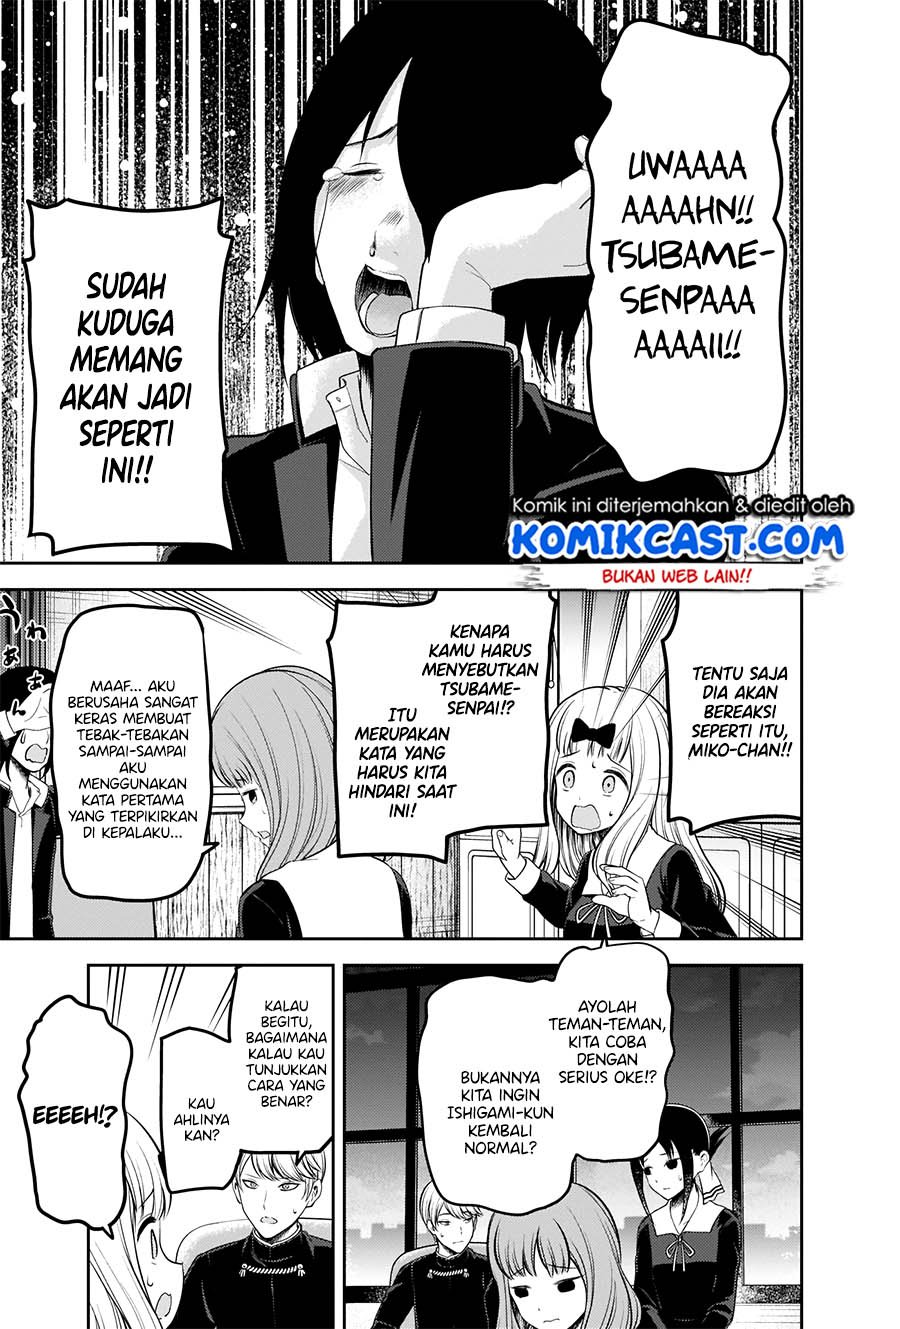 UWAAAA
AAAAHN!!
TSUBAME-
SENPAAA
AAAAII!!
SUDAH
KUDUGA
MEMANG
AKAN JADI
SEPERTI
INI!!
Komik ini diterjemahkan & diedit oleh
KOMIKCAST.COM
BUKAN WEB LAIN!!
TENTU SAJA
DIA AKAN
BEREAKSI
SEPERTI ITU,
MIKO-CHAN!!
KENAPA
KAMU HARUS
MENYEBUTKAN
TSUBAME-
SENPAI!?
ITU
MERUPAKAN
KATA YANG
HARUS KITA
HINDARI SAAT
INI!
MAAF... AKU
BERUSAHA SANGAT
KERAS MEMBUAT
TEBAK-TEBAKAN
SAMPAI-SAMPAI
AKU
MENGGUNAKAN
KATA PERTAMA
YANG TERPIKIRKAN
DI KEPALAKU...
うわぁぁ
AYOLAH
TEMAN-TEMAN,
KITA COBA
DENGAN
SERIUS OKE!?
BUKANNYA
KITA INGIN
ISHIGAMI-KUN
KEMBALI
NORMAL?
KALAU
BEGITU,
BAGAIMANA
KALAU KAU
TUNJUKKAN
CARA YANG
BENAR?
KAU
AHLINYA
KAN?
EEEEH!?